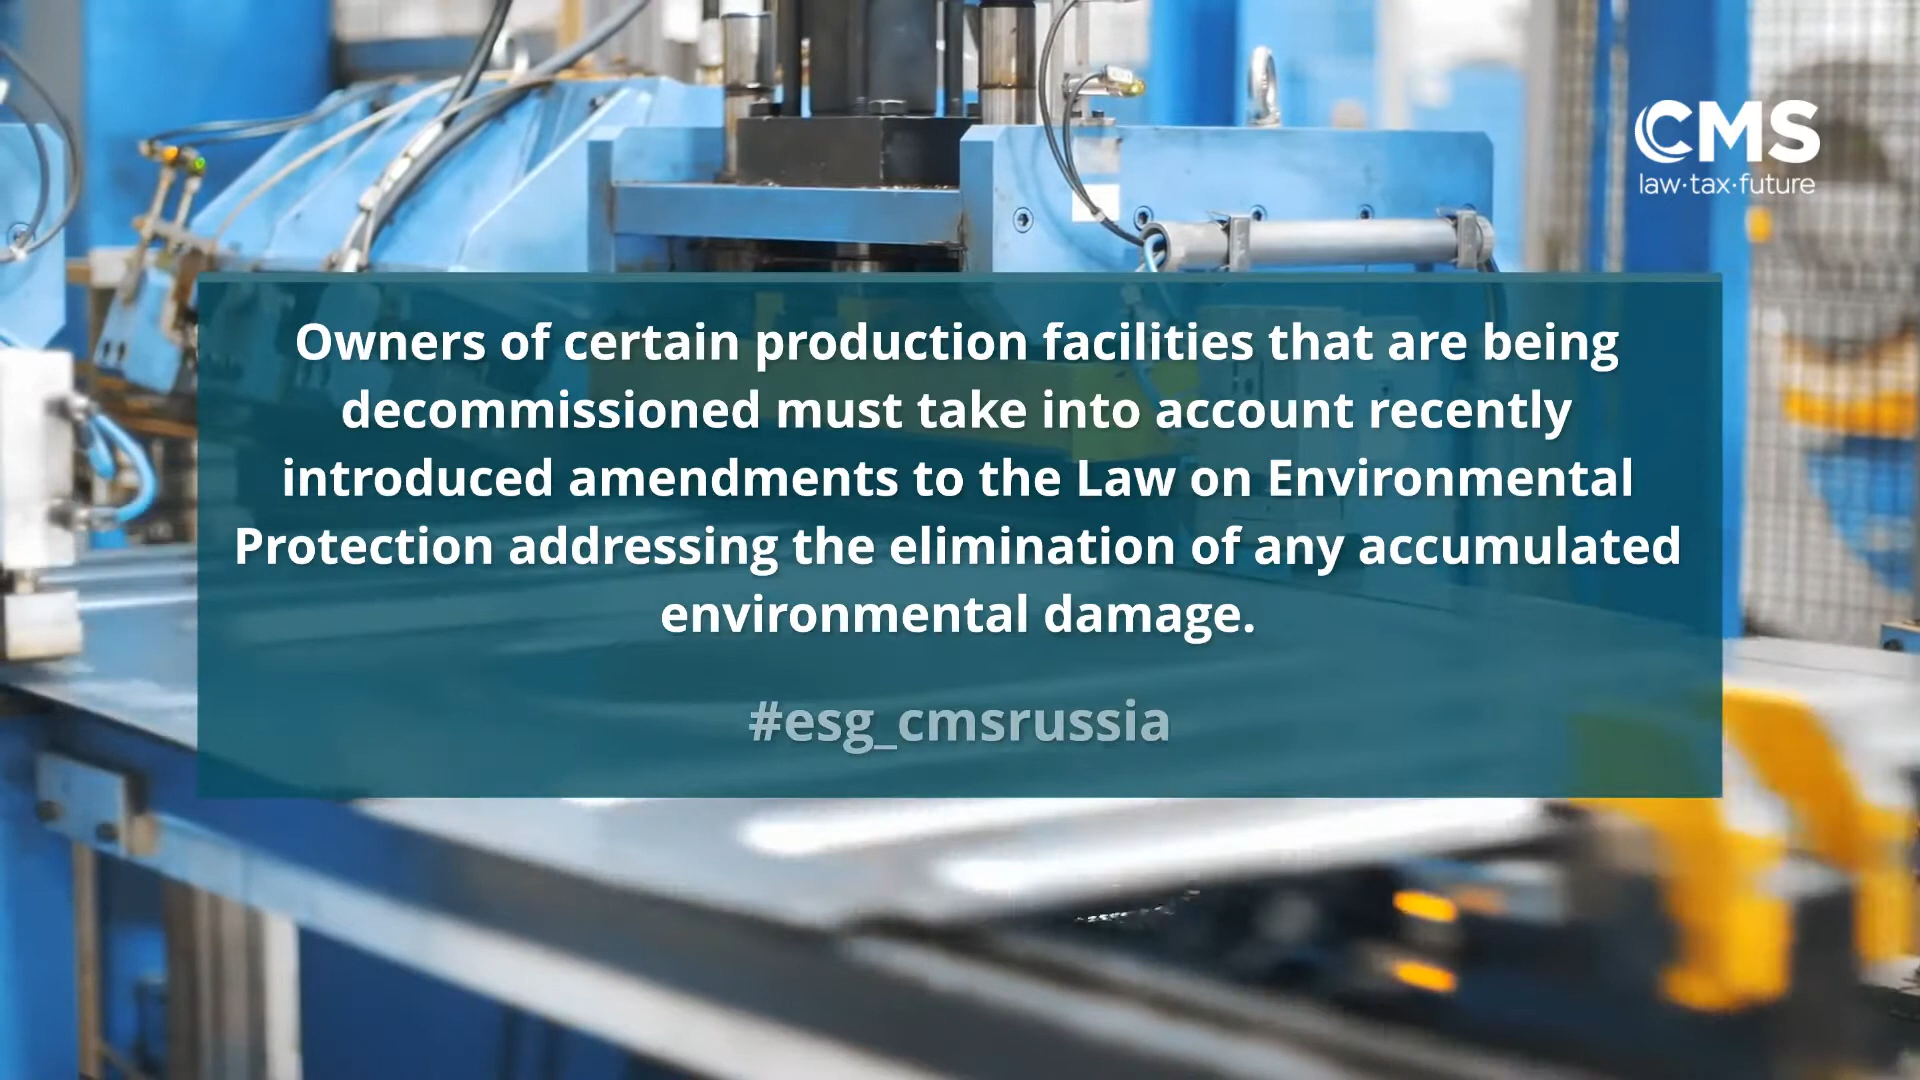 CMS
law·tax·future
Owners of certain production facilities that are being
decommissioned must take into account recently
introduced amendments to the Law on Environmental
Protection addressing the elimination of any accumulated
environmental damage.
#esg_cmsrussia